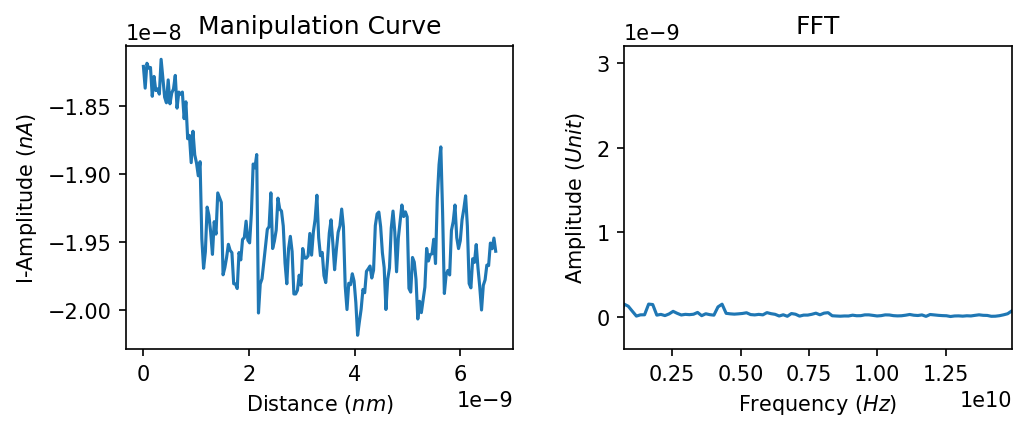 Manipulation Curve
1e−8
−1.85
−1.90
−1.95
−2.00
I-Amplitude (nA)
0 2 4 6
1e−9
Distance (nm)
FFT
1e−9
3
2
1
0
Amplitude (Unit)
0.25 0.50 0.75 1.00 1.25
1e10
Frequency (Hz)